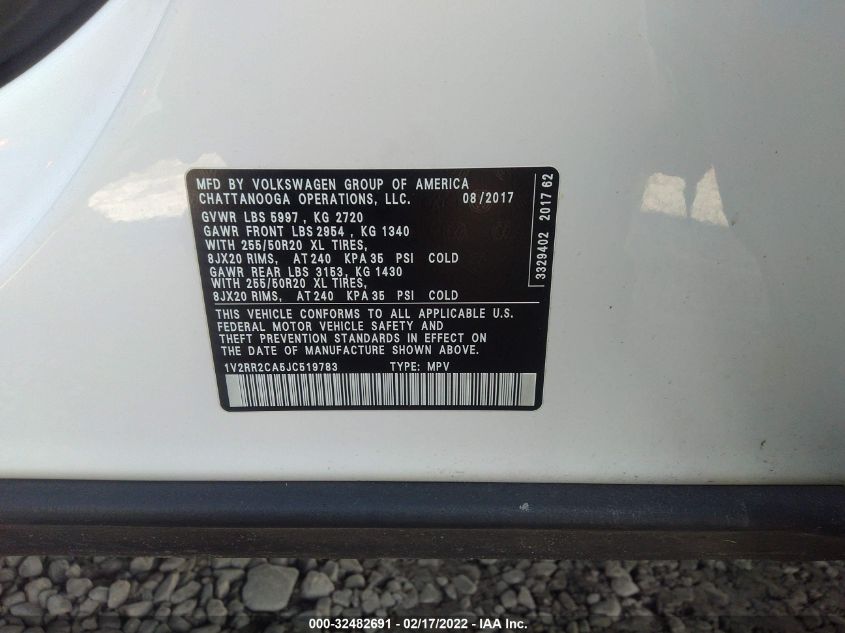 MFD BY VOLKSWAGEN GROUP OF AMERICA
CHATTANOOGA OPERATIONS, LLC. 08/2017
GVWR LBS 5997 , KG 2720
GAWR FRONT LBS 2954 , KG 1340
WITH 255/50R20 XL TIRES,
8JX20 RIMS, AT 240 KPA 35 PSI COLD
GAWR REAR LBS 3153, KG 1430
WITH 255/50R20 XL TIRES,
8JX20 RIMS, AT 240 KPA 35 PSI COLD
THIS VEHICLE CONFORMS TO ALL APPLICABLE U.S.
FEDERAL MOTOR VEHICLE SAFETY AND
THEFT PREVENTION STANDARDS IN EFFECT ON
THE DATE OF MANUFACTURE SHOWN ABOVE.
1V2RR2CA5JC519783 TYPE: MPV
3329402 2017 62
000-32482691 - 02/17/2022 - IAA Inc.